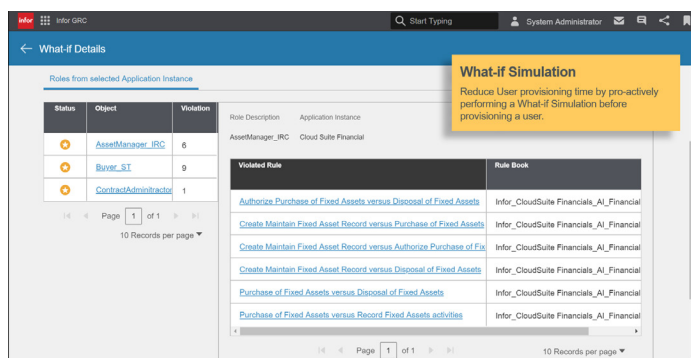 infor Infor GRC Start Typing System Administrator
What-if Details
Roles from selected Application Instance
What-if Simulation
Reduce User provisioning time by pro-actively
performing a What-if Simulation before
provisioning a user.
Status Object Violation
AssetManager_IRC 6
Buyer_ST 9
ContractAdminitractor 1
Page 1 of 1
10 Records per page
Role Description Application Instance
AssetManager_IRC Cloud Suite Financial
Violated Rule Rule Book
Authorize Purchase of Fixed Assets versus Disposal of Fixed Assets Infor_CloudSuite Financials_AI_Financial
Create Maintain Fixed Asset Record versus Purchase of Fixed Assets Infor_CloudSuite Financials_AI_Financial
Create Maintain Fixed Asset Record versus Authorize Purchase of Fix Infor_CloudSuite Financials_AI_Financial
Create Maintain Fixed Asset Record versus Disposal of Fixed Assets Infor_CloudSuite Financials_AI_Financial
Purchase of Fixed Assets versus Disposal of Fixed Assets Infor_CloudSuite Financials_AI_Financial
Purchase of Fixed Assets versus Record Fixed Assets activities Infor_CloudSuite Financials_AI_Financial
Page 1 of 1 10 Records per page